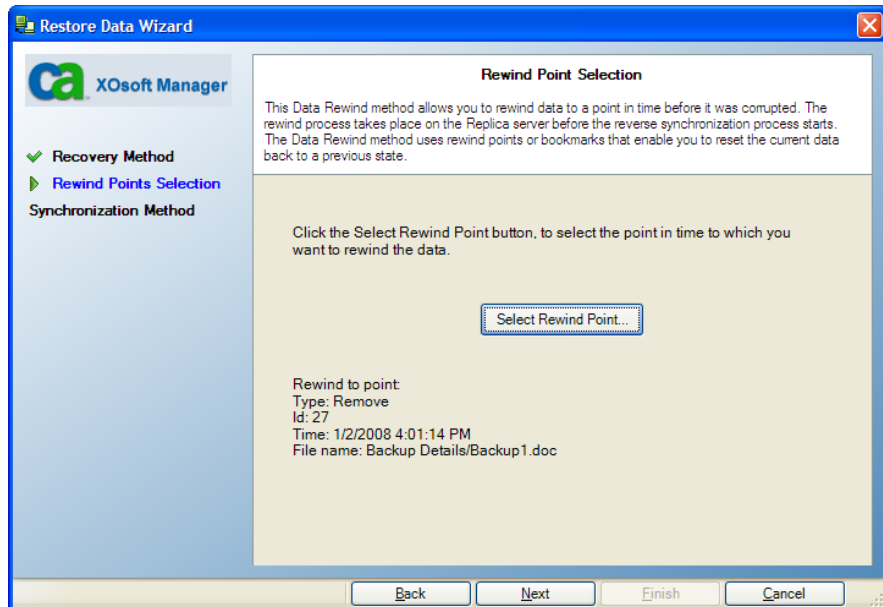 Restore Data Wizard
ca
XOsoft Manager
Recovery Method
Rewind Points Selection
Synchronization Method
Rewind Point Selection
This Data Rewind method allows you to rewind data to a point in time before it was corrupted. The
rewind process takes place on the Replica server before the reverse synchronization process starts.
The Data Rewind method uses rewind points or bookmarks that enable you to reset the current data
back to a previous state.
Click the Select Rewind Point button, to select the point in time to which you
want to rewind the data.
Select Rewind Point...
Rewind to point:
Type: Remove
Id: 27
Time: 1/2/2008 4:01:14 PM
File name: Backup Details/Backup1.doc
Back
Next
Finish
Cancel